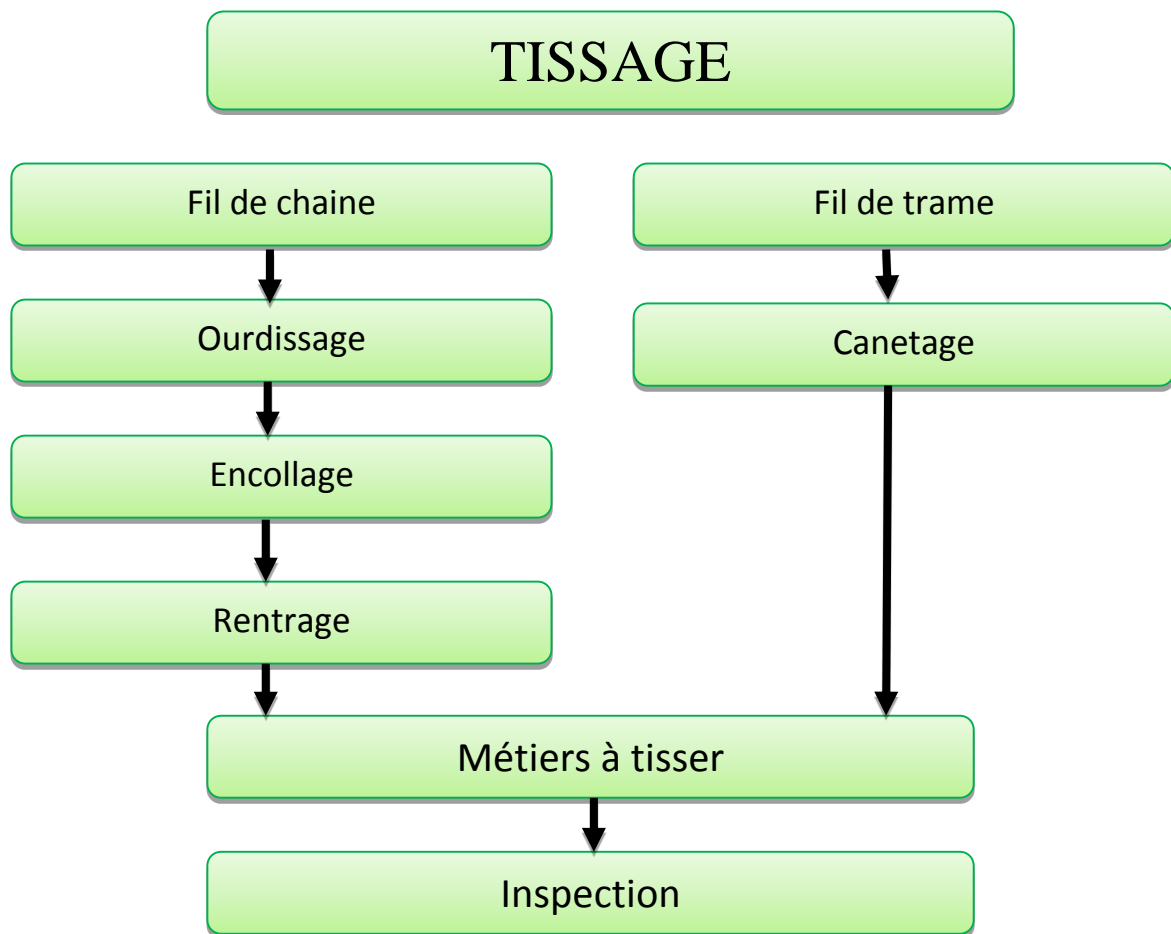 TISSAGE
Fil de chaine
Fil de trame
Ourdissage
Canetage
Encollage
Rentrage
Métiers à tisser
Inspection